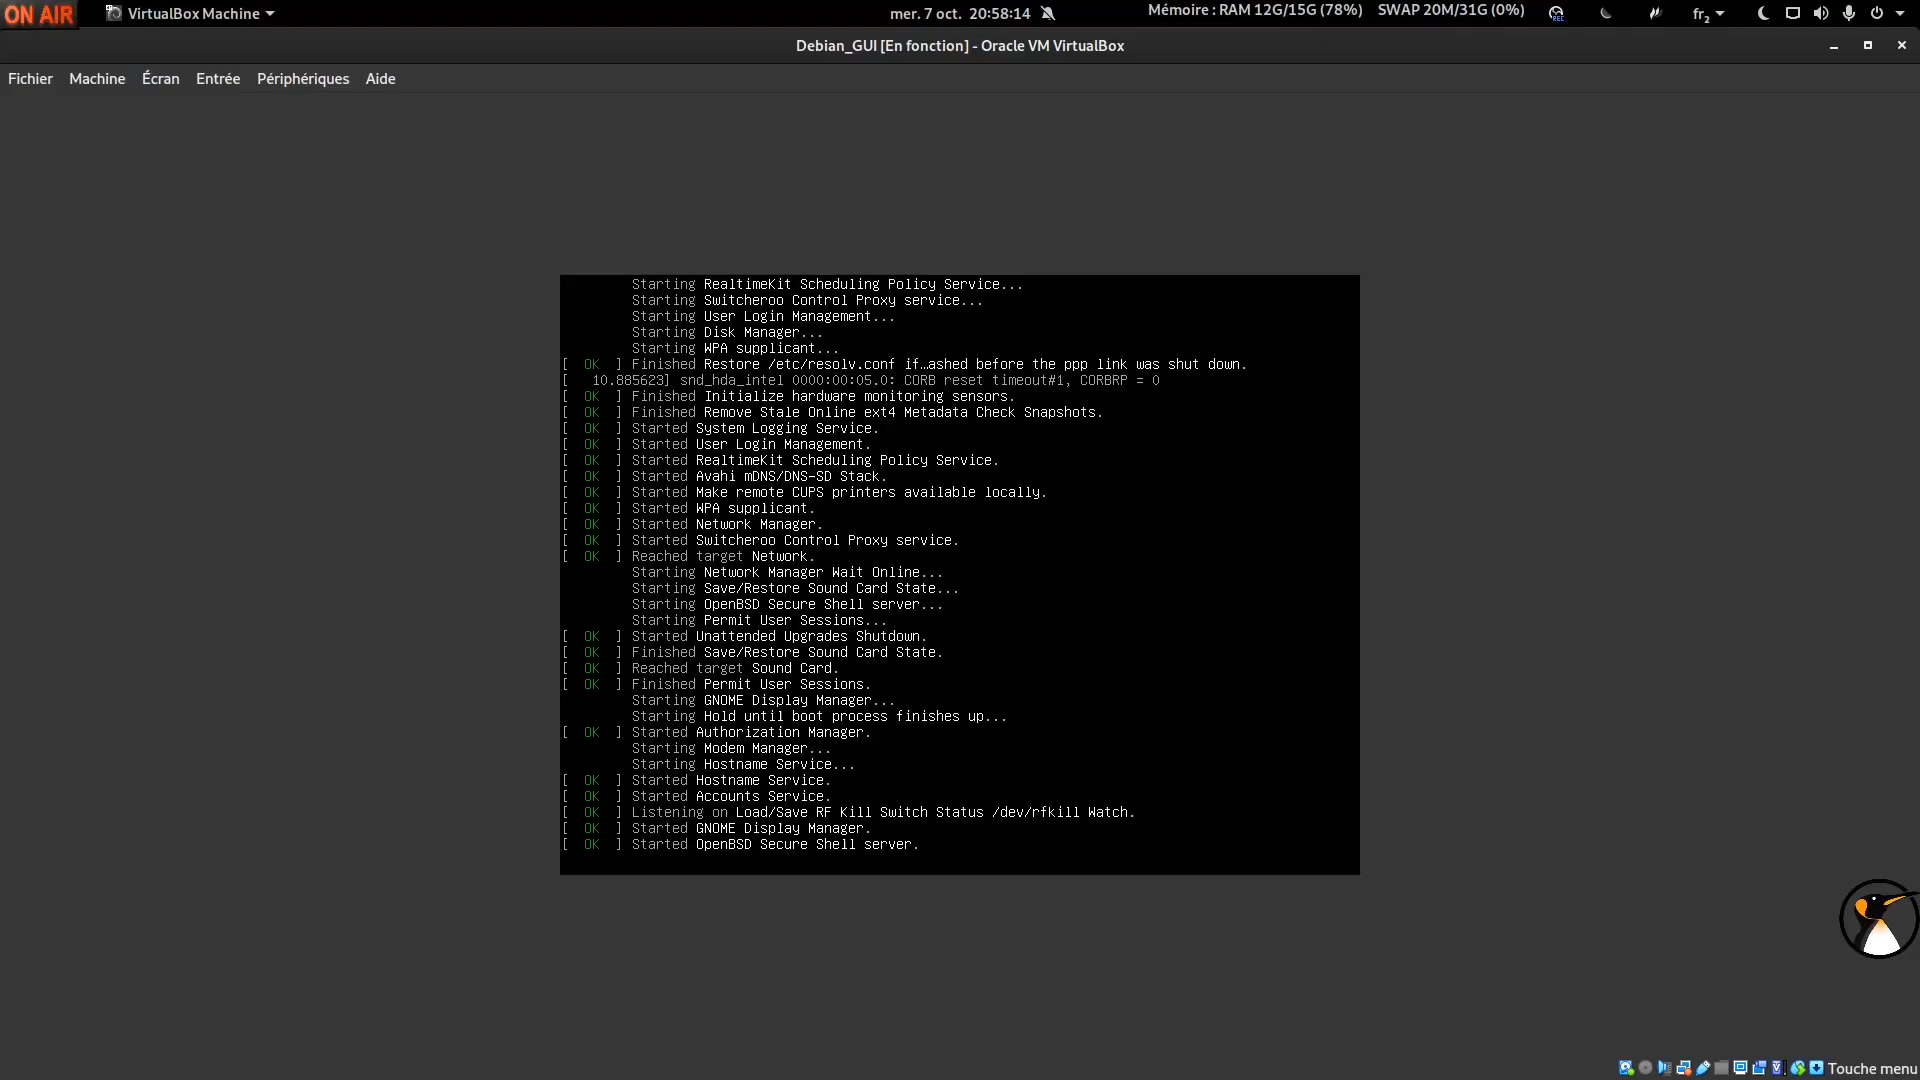 ON AIR VirtualBox Machine mer. 7 oct. 20:58:14 Mémoire : RAM 12G/15G (78%) SWAP 20M/31G (0%) REC fr₂
Debian_GUI [En fonction] - Oracle VM VirtualBox
Fichier Machine Écran Entrée Périphériques Aide
Starting RealtimeKit Scheduling Policy Service...
Starting Switcheroo Control Proxy service...
Starting User Login Management...
Starting Disk Manager...
Starting WPA supplicant...
[  OK  ] Finished Restore /etc/resolv.conf if…ashed before the ppp link was shut down.
[   10.885623] snd_hda_intel 0000:00:05.0: CORB reset timeout#1, CORBRP = 0
[  OK  ] Finished Initialize hardware monitoring sensors.
[  OK  ] Finished Remove Stale Online ext4 Metadata Check Snapshots.
[  OK  ] Started System Logging Service.
[  OK  ] Started User Login Management.
[  OK  ] Started RealtimeKit Scheduling Policy Service.
[  OK  ] Started Avahi mDNS/DNS-SD Stack.
[  OK  ] Started Make remote CUPS printers available locally.
[  OK  ] Started WPA supplicant.
[  OK  ] Started Network Manager.
[  OK  ] Started Switcheroo Control Proxy service.
[  OK  ] Reached target Network.
Starting Network Manager Wait Online...
Starting Save/Restore Sound Card State...
Starting OpenBSD Secure Shell server...
Starting Permit User Sessions...
[  OK  ] Started Unattended Upgrades Shutdown.
[  OK  ] Finished Save/Restore Sound Card State.
[  OK  ] Reached target Sound Card.
[  OK  ] Finished Permit User Sessions.
Starting GNOME Display Manager...
Starting Hold until boot process finishes up...
[  OK  ] Started Authorization Manager.
Starting Modem Manager...
Starting Hostname Service...
[  OK  ] Started Hostname Service.
[  OK  ] Started Accounts Service.
[  OK  ] Listening on Load/Save RF Kill Switch Status /dev/rfkill Watch.
[  OK  ] Started GNOME Display Manager.
[  OK  ] Started OpenBSD Secure Shell server.
Touche menu